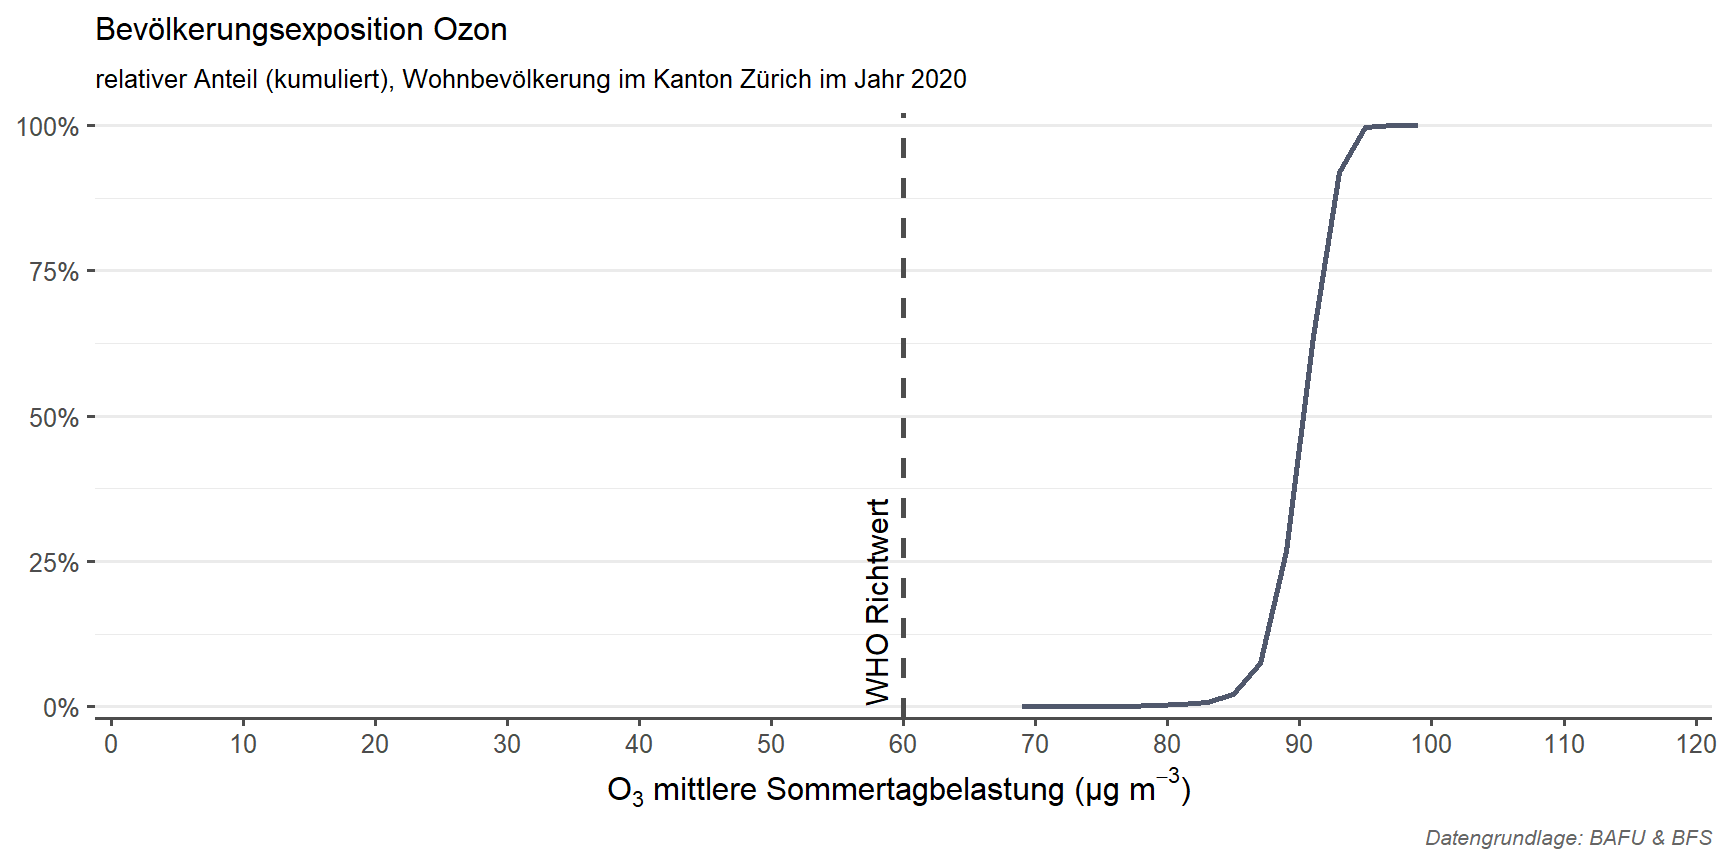 Bevölkerungsexposition Ozon
relativer Anteil (kumuliert), Wohnbevölkerung im Kanton Zürich im Jahr 2020
100%
75%
50%
25%
0%
WHO Richtwert
0 10 20 30 40 50 60 70 80 90 100 110 120
O₃ mittlere Sommertagbelastung (µg m⁻³)
Datengrundlage: BAFU & BFS